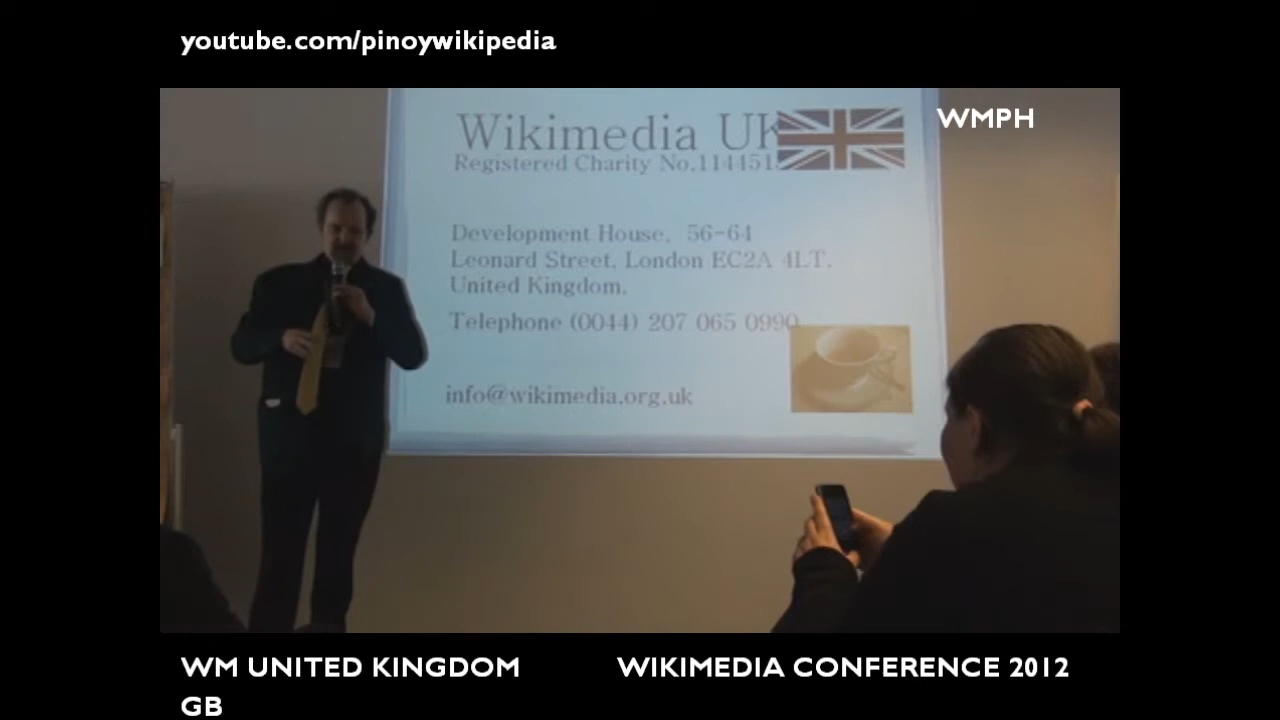 youtube.com/pinoywikipedia
WMPH
Wikimedia UK
Registered Charity No.114451
Development House, 56-64
Leonard Street, London EC2A 4LT.
United Kingdom.
Telephone (0044) 207 065 0990
info@wikimedia.org.uk
WM UNITED KINGDOM
WIKIMEDIA CONFERENCE 2012
GB